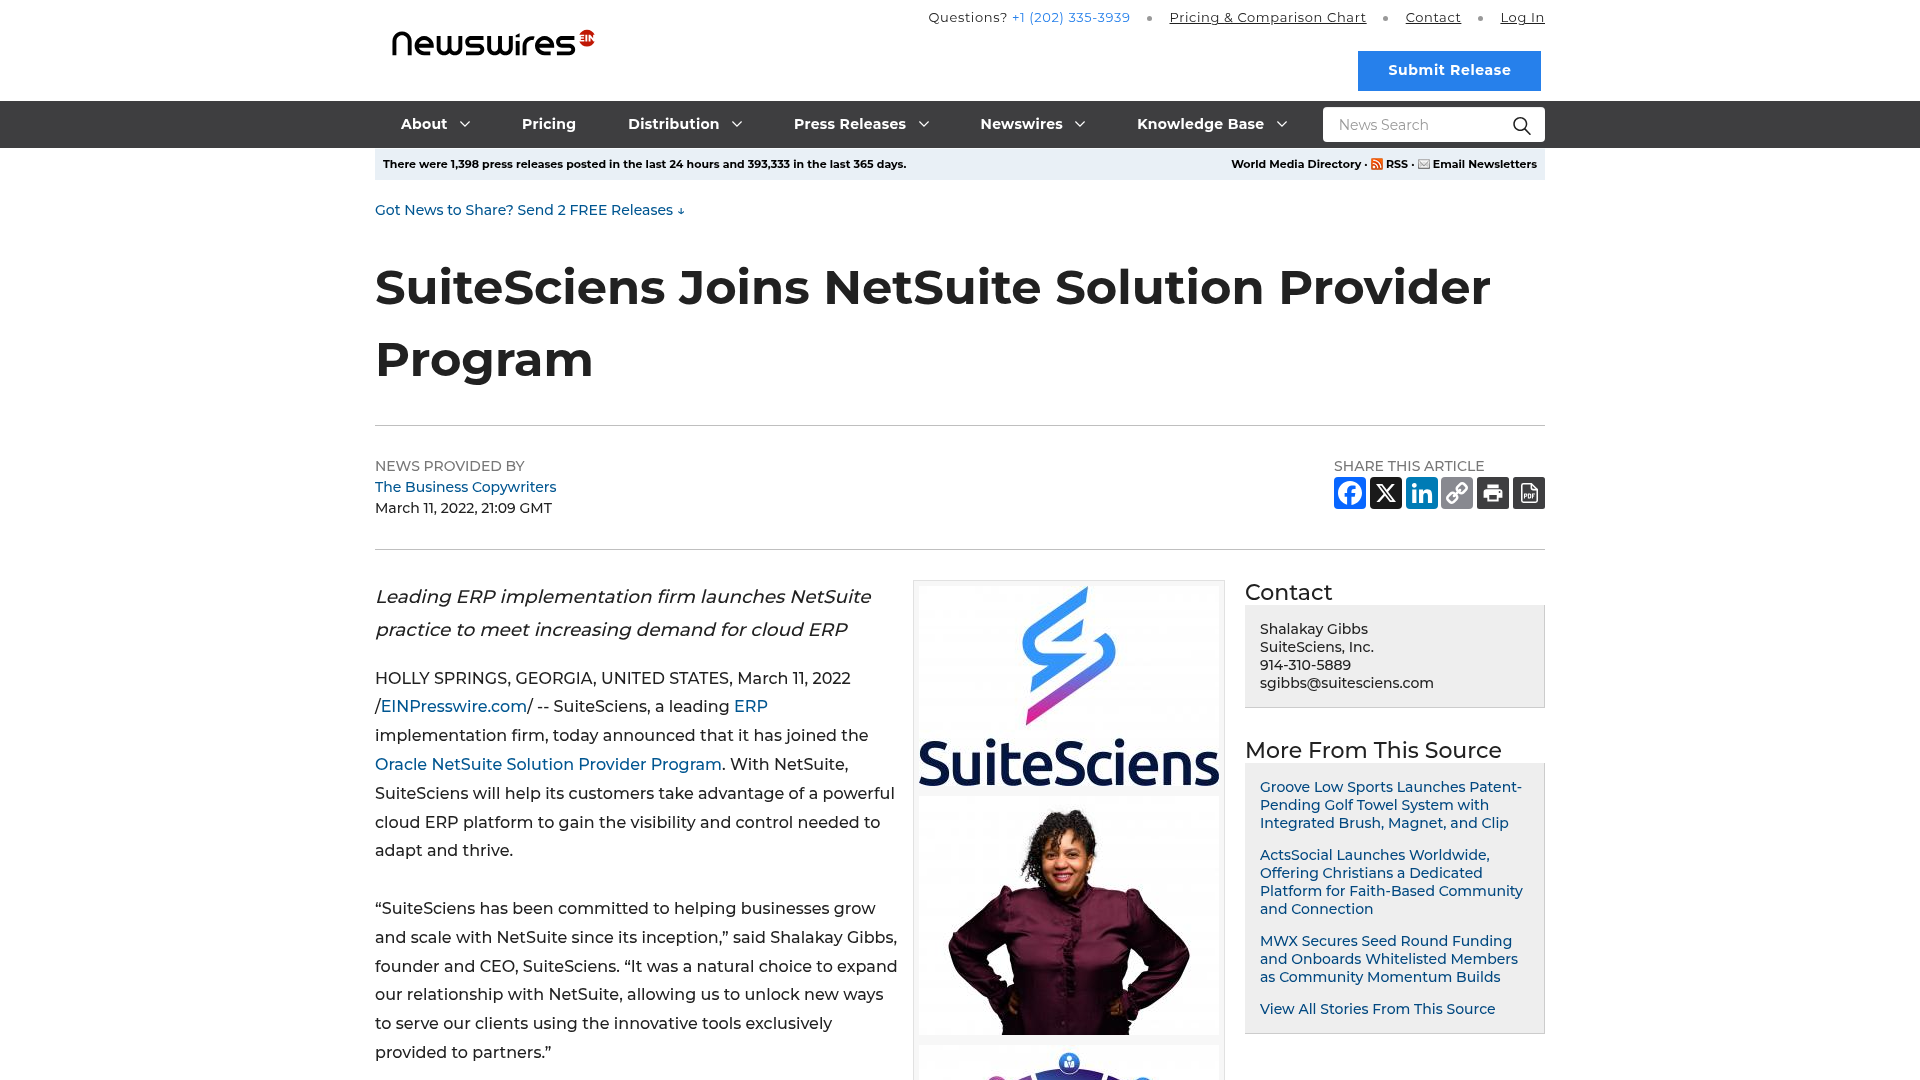 Questions? +1 (202) 335-3939 • Pricing & Comparison Chart • Contact • Log In
newswires EIN
Submit Release
About Pricing Distribution Press Releases Newswires Knowledge Base News Search
There were 1,398 press releases posted in the last 24 hours and 393,333 in the last 365 days.
World Media Directory · RSS · Email Newsletters
Got News to Share? Send 2 FREE Releases ↓
SuiteSciens Joins NetSuite Solution Provider
Program
NEWS PROVIDED BY
The Business Copywriters
March 11, 2022, 21:09 GMT
SHARE THIS ARTICLE
PDF
Leading ERP implementation firm launches NetSuite
practice to meet increasing demand for cloud ERP
HOLLY SPRINGS, GEORGIA, UNITED STATES, March 11, 2022
/EINPresswire.com/ -- SuiteSciens, a leading ERP
implementation firm, today announced that it has joined the
Oracle NetSuite Solution Provider Program. With NetSuite,
SuiteSciens will help its customers take advantage of a powerful
cloud ERP platform to gain the visibility and control needed to
adapt and thrive.
“SuiteSciens has been committed to helping businesses grow
and scale with NetSuite since its inception,” said Shalakay Gibbs,
founder and CEO, SuiteSciens. “It was a natural choice to expand
our relationship with NetSuite, allowing us to unlock new ways
to serve our clients using the innovative tools exclusively
provided to partners.”
SuiteSciens
Contact
Shalakay Gibbs
SuiteSciens, Inc.
914-310-5889
sgibbs@suitesciens.com
More From This Source
Groove Low Sports Launches Patent-
Pending Golf Towel System with
Integrated Brush, Magnet, and Clip
ActsSocial Launches Worldwide,
Offering Christians a Dedicated
Platform for Faith-Based Community
and Connection
MWX Secures Seed Round Funding
and Onboards Whitelisted Members
as Community Momentum Builds
View All Stories From This Source